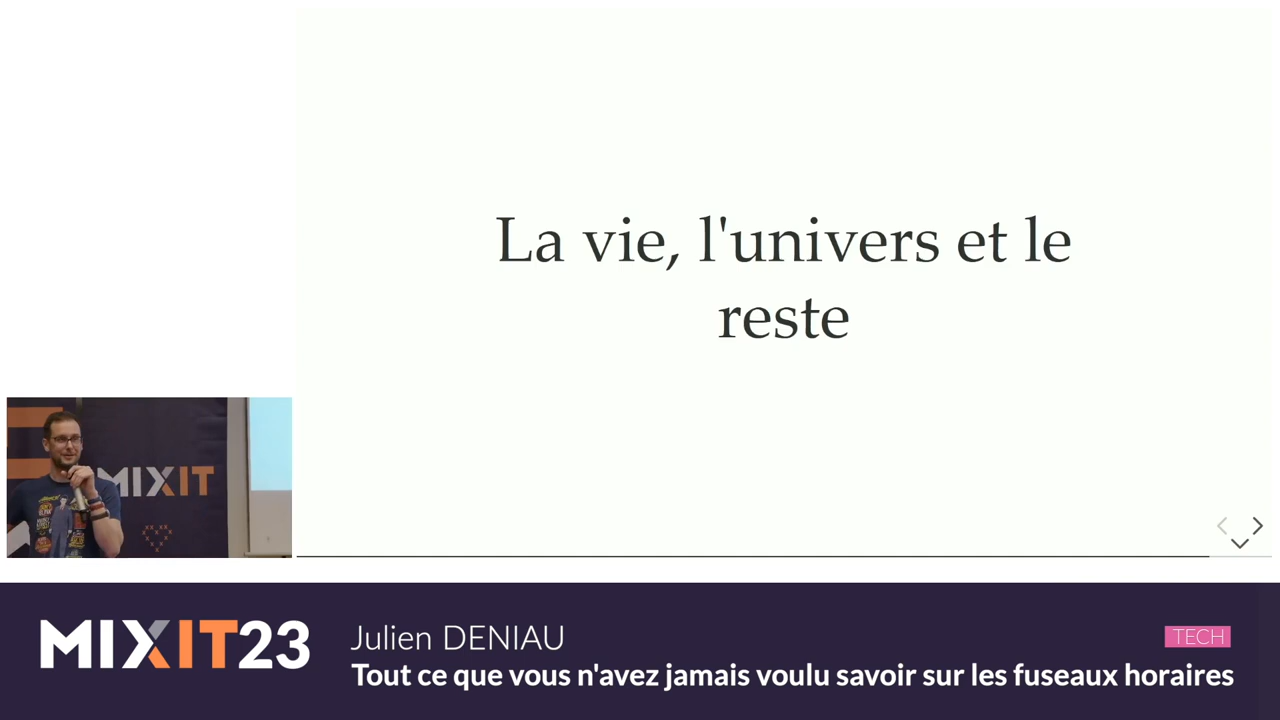 La vie, l'univers et le
reste
MIXIT
MIXIT23
Julien DENIAU
TECH
Tout ce que vous n'avez jamais voulu savoir sur les fuseaux horaires